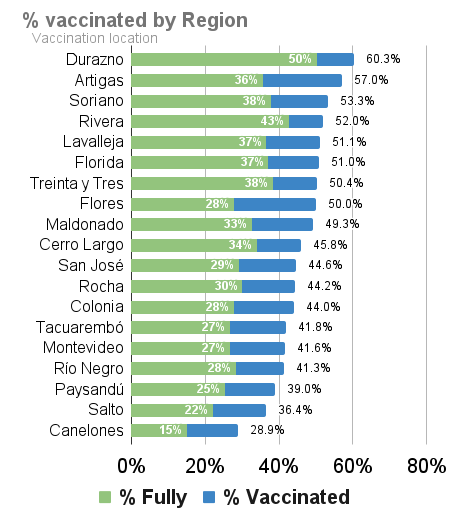 % vaccinated by Region
Vaccination location
Durazno 50% 60.3%
Artigas 36% 57.0%
Soriano 38% 53.3%
Rivera 43% 52.0%
Lavalleja 37% 51.1%
Florida 37% 51.0%
Treinta y Tres 38% 50.4%
Flores 28% 50.0%
Maldonado 33% 49.3%
Cerro Largo 34% 45.8%
San José 29% 44.6%
Rocha 30% 44.2%
Colonia 28% 44.0%
Tacuarembó 27% 41.8%
Montevideo 27% 41.6%
Río Negro 28% 41.3%
Paysandú 25% 39.0%
Salto 22% 36.4%
Canelones 15% 28.9%
0% 20% 40% 60% 80%
% Fully % Vaccinated